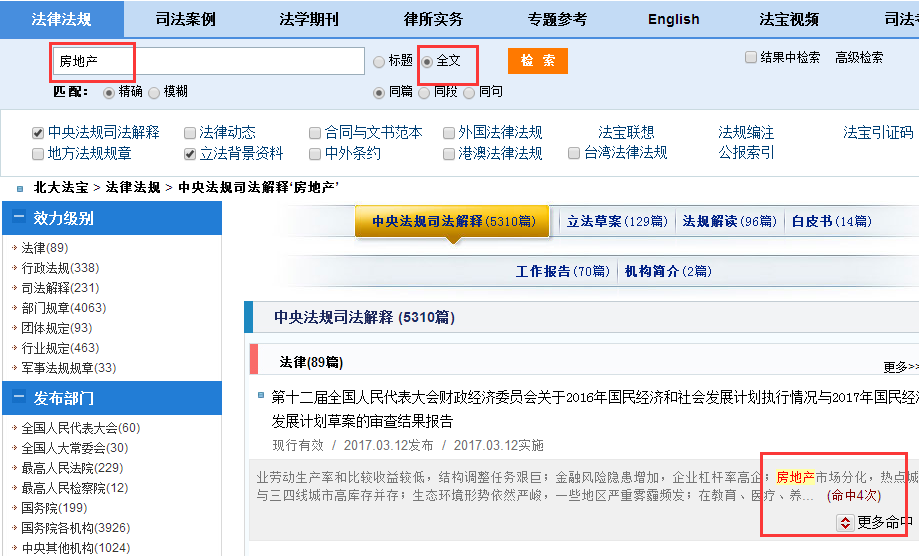 法律法规 司法案例 法学期刊 律所实务 专题参考 English 法宝视频
房地产 标题 全文 检 索 结果中检索 高级检索
匹配： 精确 模糊 同篇 同段 同句
中央法规司法解释 法律动态 合同与文书范本 外国法律法规 法宝联想 法规编注 法宝引证码
地方法规规章 立法背景资料 中外条约 港澳法律法规 台湾法律法规 公报索引
北大法宝 > 法律法规 > 中央法规司法解释‘房地产’
效力级别
法律(89)
行政法规(338)
司法解释(231)
部门规章(4063)
团体规定(93)
行业规定(463)
军事法规规章(33)
发布部门
全国人民代表大会(60)
全国人大常委会(30)
最高人民法院(229)
最高人民检察院(12)
国务院(199)
国务院各机构(3926)
中央其他机构(1024)
中央法规司法解释(5310篇) 立法草案(129篇) 法规解读(96篇) 白皮书(14篇)
工作报告(70篇) 机构简介(2篇)
中央法规司法解释 (5310篇)
法律(89篇)
更多>>
第十二届全国人民代表大会财政经济委员会关于2016年国民经济和社会发展计划执行情况与2017年国民经
发展计划草案的审查结果报告
现行有效 / 2017.03.12发布 / 2017.03.12实施
业劳动生产率和比较收益较低，结构调整任务艰巨；金融风险隐患增加，企业杠杆率高企；房地产市场分化，热点城
与三四线城市高库存并存；生态环境形势依然严峻，一些地区严重雾霾频发；在教育、医疗、养... (命中4次)
更多命中